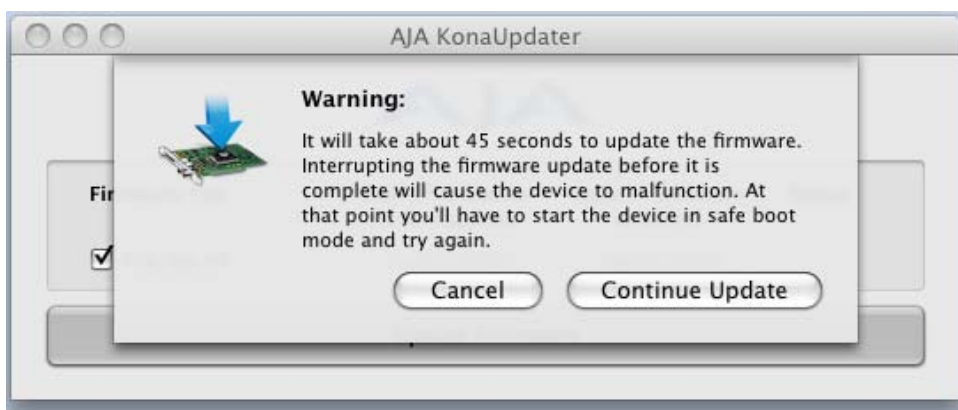 AJA KonaUpdater
Warning:
It will take about 45 seconds to update the firmware.
Interrupting the firmware update before it is
complete will cause the device to malfunction. At
that point you'll have to start the device in safe boot
mode and try again.
Cancel
Continue Update